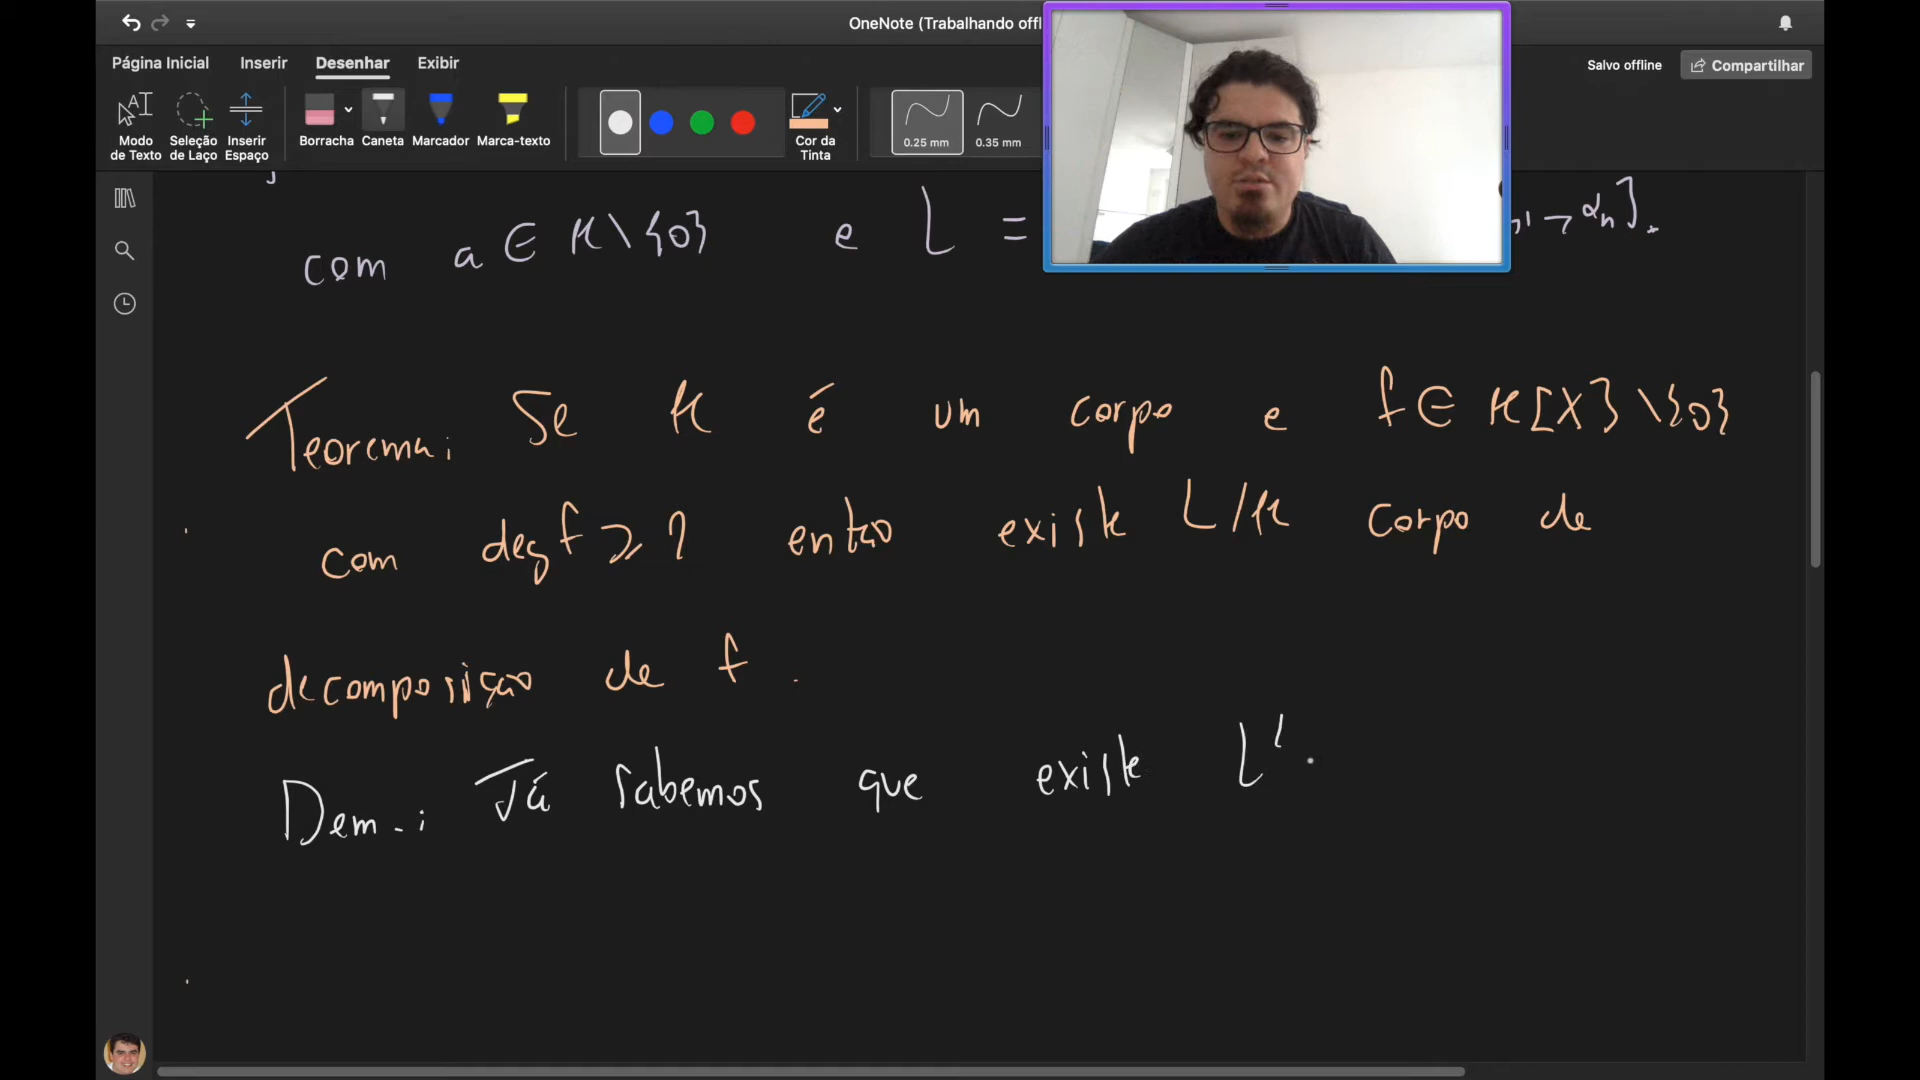 OneNote (Trabalhando offl
Página Inicial Inserir Desenhar Exibir
Salvo offline Compartilhar
Modo de Texto Seleção de Laço Inserir Espaço Borracha Caneta Marcador Marca-texto Cor da Tinta 0.25 mm 0.35 mm
com a ∈ K \ {0} e L = → αn].
Teorema: Se K é um corpo e f ∈ K[X] \ {0}
com deg f ≥ 1 então existe L/K corpo de
decomposição de f.
Dem.: Já sabemos que existe L'